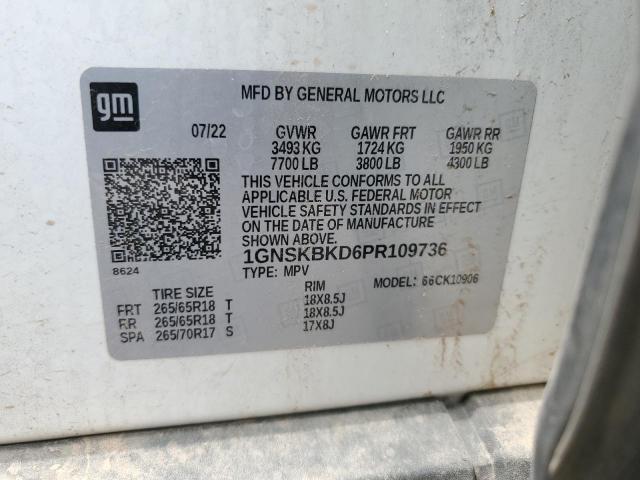 gm
MFD BY GENERAL MOTORS LLC
07/22 GVWR GAWR FRT GAWR RR
3493 KG 1724 KG 1950 KG
7700 LB 3800 LB 4300 LB
THIS VEHICLE CONFORMS TO ALL
APPLICABLE U.S. FEDERAL MOTOR
VEHICLE SAFETY STANDARDS IN EFFECT
ON THE DATE OF MANUFACTURE
SHOWN ABOVE.
1GNSKBKD6PR109736
8624
TYPE: MPV 66CK10906
TIRE SIZE RIM
FRT 265/65R18 T 18X8.5J
RR 265/65R18 T 18X8.5J
SPA 265/70R17 S 17X8J